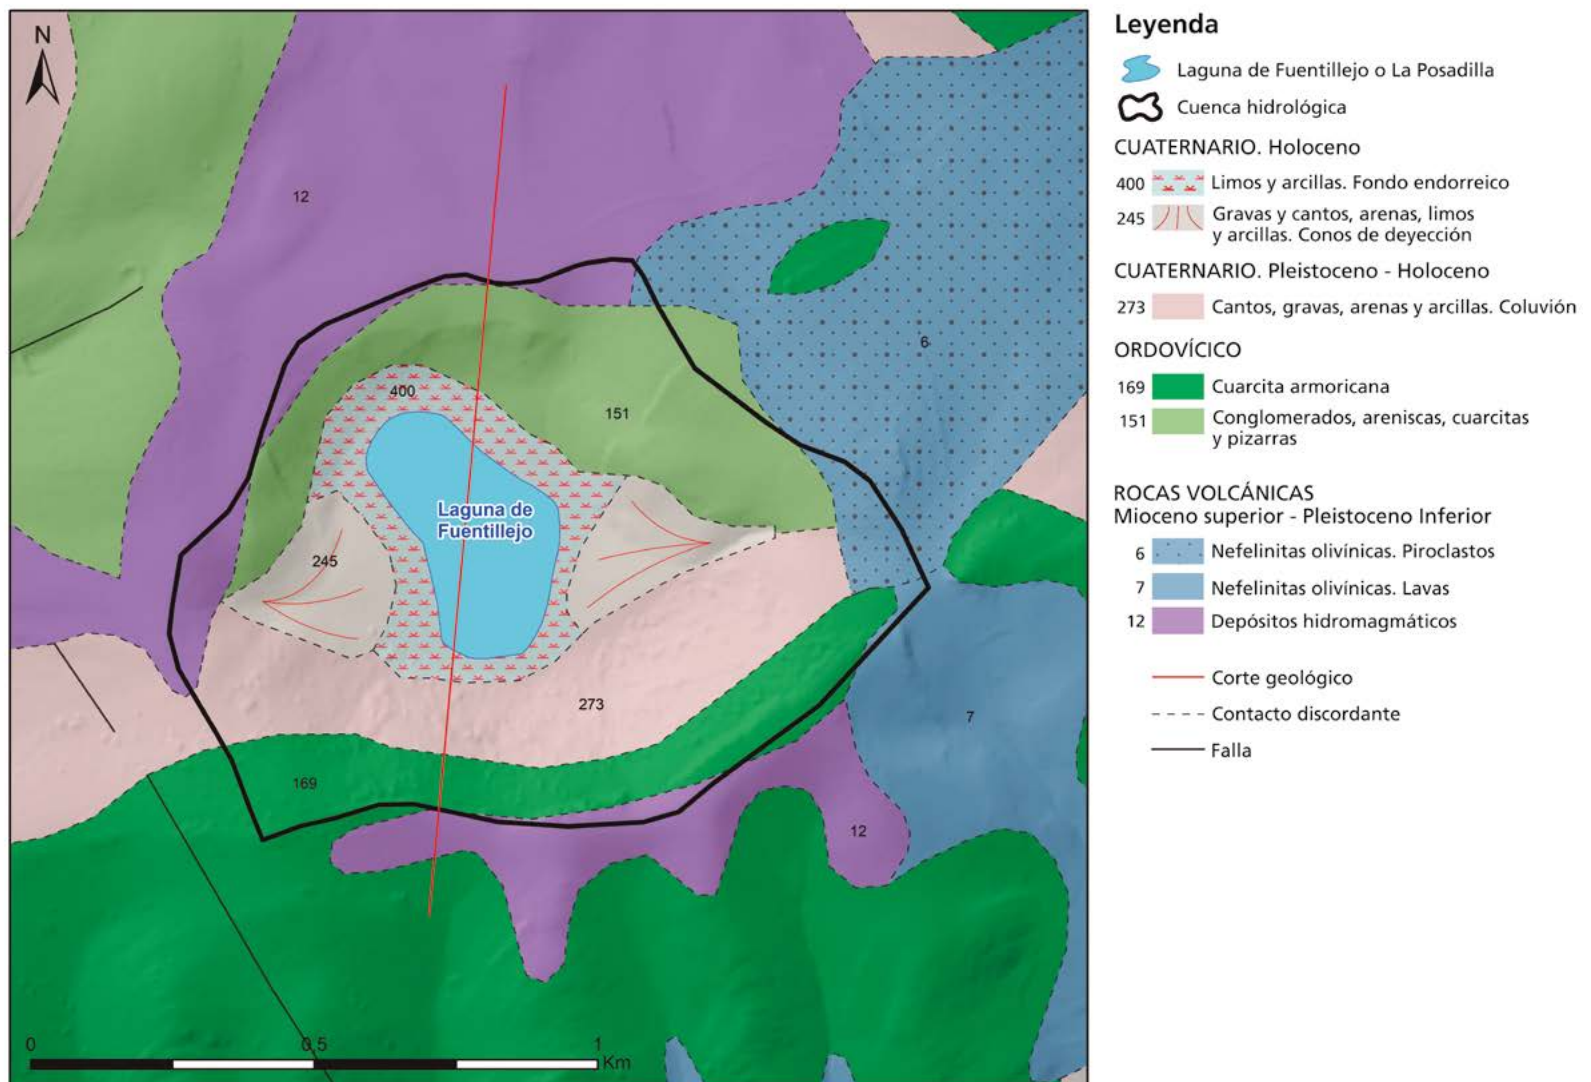 N
12
6
400
151
Laguna de
Fuentillejo
245
273
7
169
12
0
0,5
1
Km
Leyenda
Laguna de Fuentillejo o La Posadilla
Cuenca hidrológica
CUATERNARIO. Holoceno
400 Limos y arcillas. Fondo endorreico
245 Gravas y cantos, arenas, limos
y arcillas. Conos de deyección
CUATERNARIO. Pleistoceno - Holoceno
273 Cantos, gravas, arenas y arcillas. Coluvión
ORDOVÍCICO
169 Cuarcita armoricana
151 Conglomerados, areniscas, cuarcitas
y pizarras
ROCAS VOLCÁNICAS
Mioceno superior - Pleistoceno Inferior
6 Nefelinitas olivínicas. Piroclastos
7 Nefelinitas olivínicas. Lavas
12 Depósitos hidromagmáticos
Corte geológico
Contacto discordante
Falla